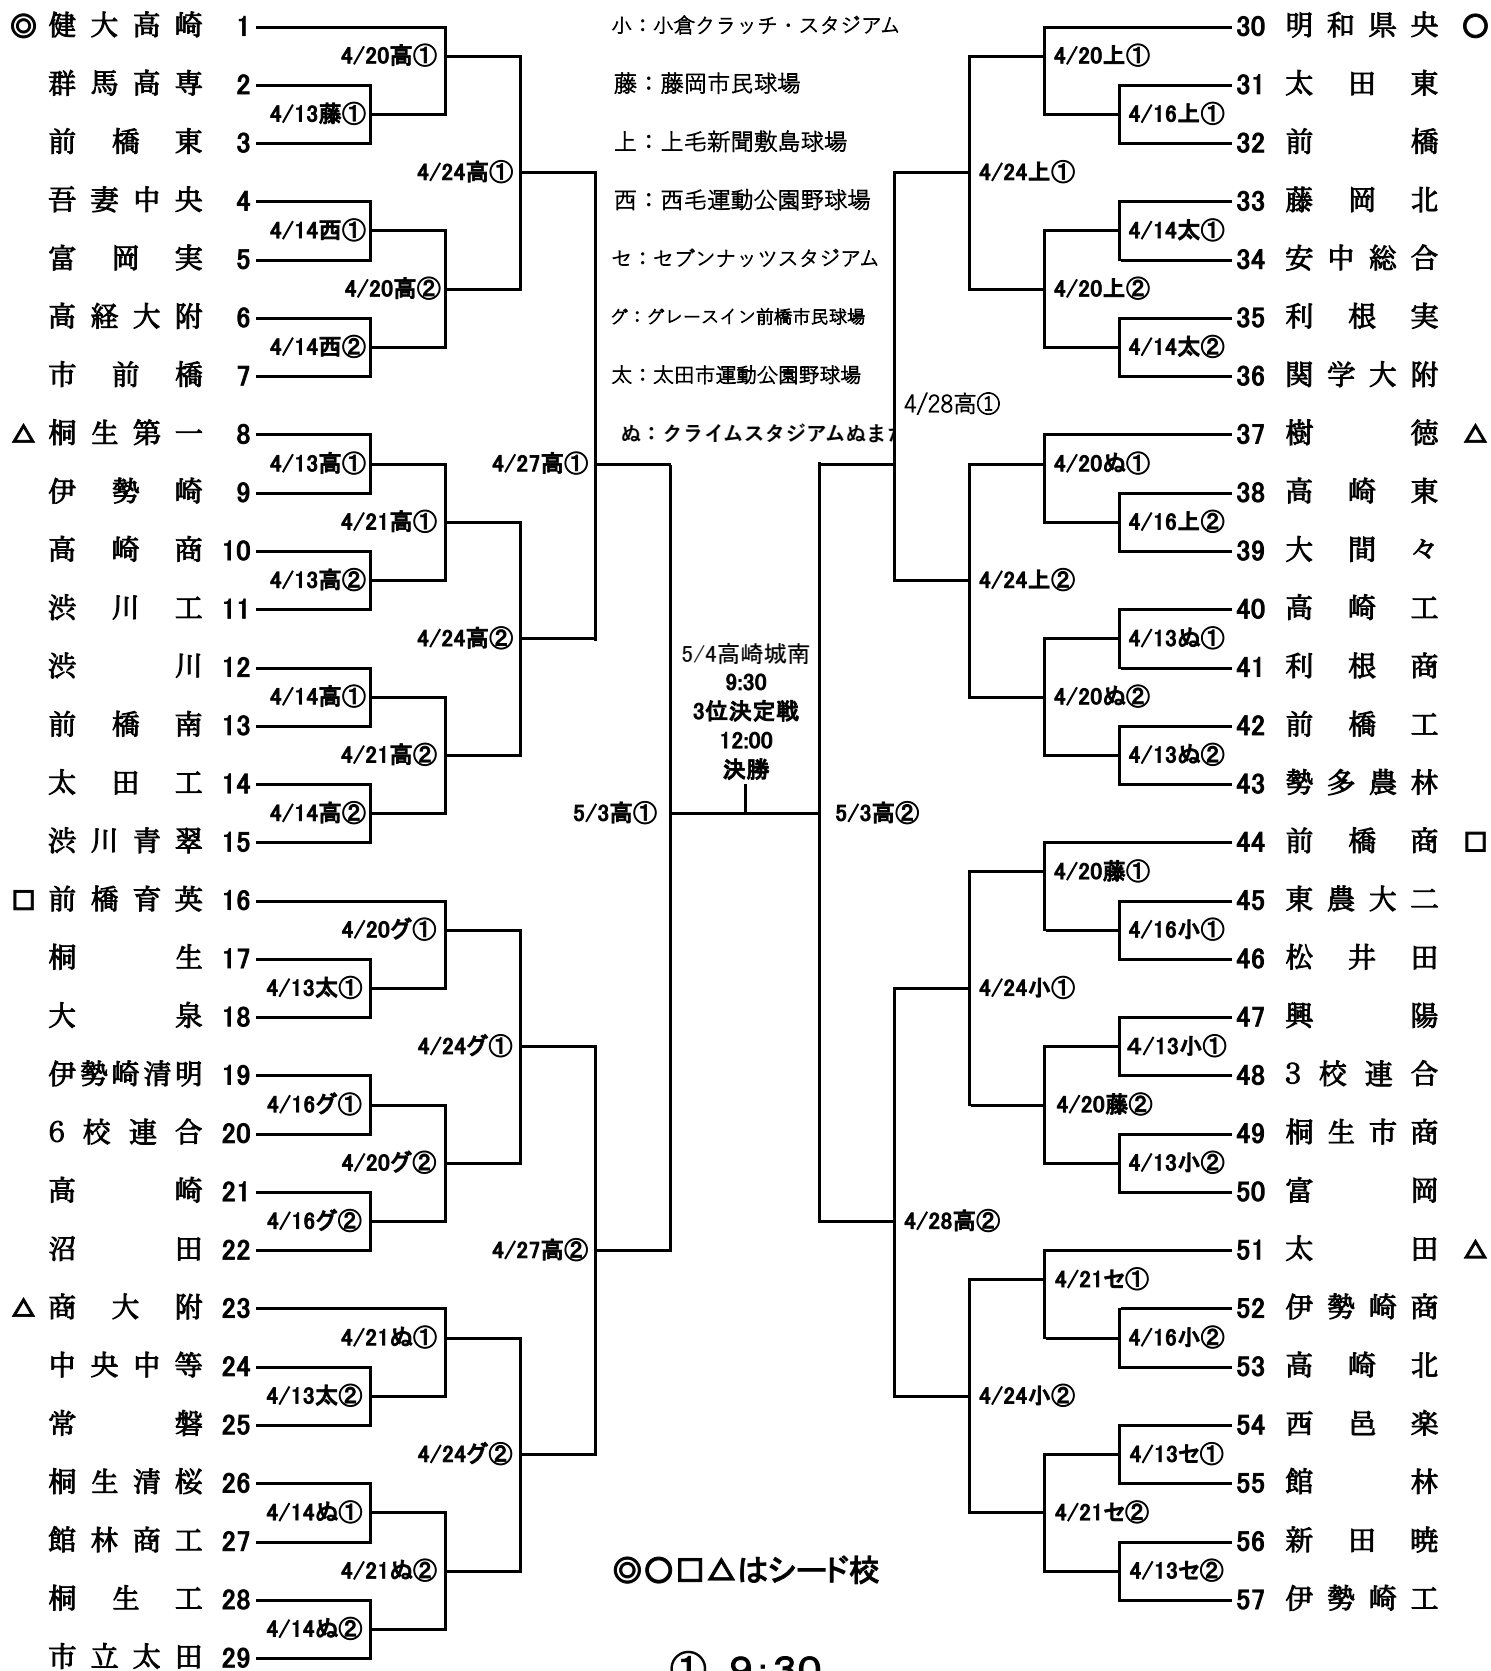 ◎ 健大高崎 1
群馬高専 2
前橋東 3
吾妻中央 4
富岡実 5
高経大附 6
市前橋 7
△ 桐生第一 8
伊勢崎 9
高崎商 10
渋川工 11
渋川 12
前橋南 13
太田工 14
渋川青翠 15
□ 前橋育英 16
桐生 17
大泉 18
伊勢崎清明 19
6校連合 20
高崎 21
沼田 22
△ 商大附 23
中央中等 24
常磐 25
桐生清桜 26
館林商工 27
桐生工 28
市立太田 29
4/13藤①
4/14西①
4/14西②
4/13高①
4/13高②
4/14高①
4/14高②
4/13太①
4/16グ①
4/16グ②
4/13太②
4/14ぬ①
4/14ぬ②
4/20高①
4/20高②
4/21高①
4/21高②
4/20グ①
4/20グ②
4/21ぬ①
4/21ぬ②
4/24高①
4/24高②
4/24グ①
4/24グ②
4/27高①
4/27高②
5/3高①
小：小倉クラッチ・スタジアム
藤：藤岡市民球場
上：上毛新聞敷島球場
西：西毛運動公園野球場
セ：セブンナッツスタジアム
グ：グレースイン前橋市民球場
太：太田市運動公園野球場
ぬ：クライムスタジアムぬま
5/4高崎城南
9:30
3位決定戦
12:00
決勝
◎○□△はシード校
① 9:30
5/3高②
4/28高①
4/28高②
4/24上①
4/24上②
4/24小①
4/24小②
4/20上①
4/20上②
4/20ぬ①
4/20ぬ②
4/20藤①
4/20藤②
4/21セ①
4/21セ②
4/16上①
4/14太①
4/14太②
4/16上②
4/13ぬ①
4/13ぬ②
4/16小①
4/13小①
4/13小②
4/16小②
4/13セ①
4/13セ②
30 明和県央 ○
31 太田東
32 前橋
33 藤岡北
34 安中総合
35 利根実
36 関学大附
37 樹徳 △
38 高崎東
39 大間々
40 高崎工
41 利根商
42 前橋工
43 勢多農林
44 前橋商 □
45 東農大二
46 松井田
47 興陽
48 3校連合
49 桐生市商
50 富岡
51 太田 △
52 伊勢崎商
53 高崎北
54 西邑楽
55 館林
56 新田暁
57 伊勢崎工